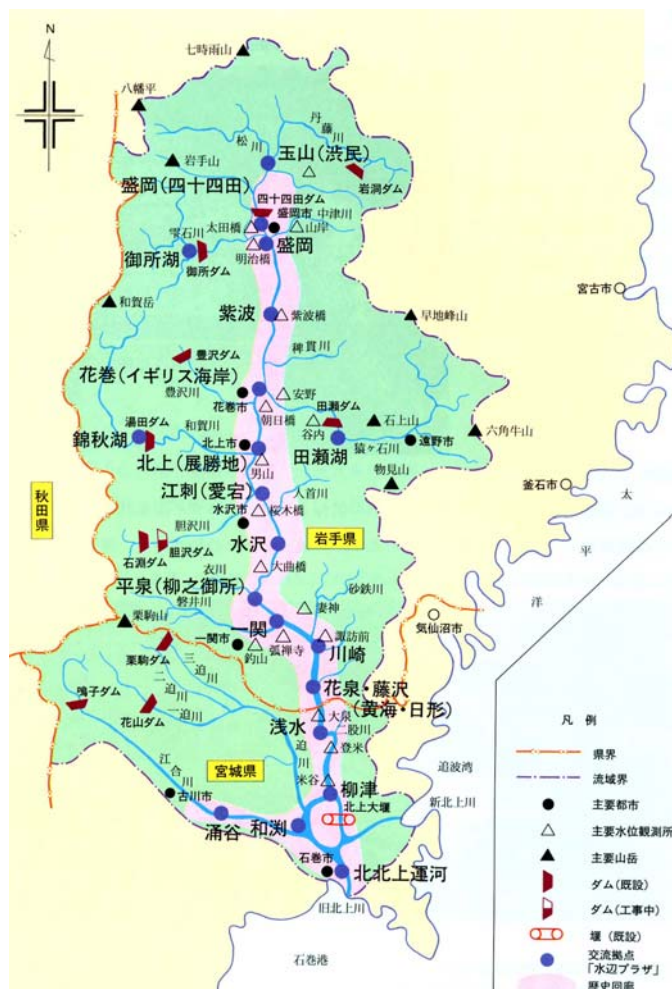 N
七時雨山
八幡平
丹藤川
松川
玉山(渋民)
岩手山
岩洞ダム
盛岡(四十四田)
四十四田ダム
盛岡市
中津川
太田橋
山岸
雫石川
御所湖
盛岡
明治橋
御所ダム
宮古市
和賀岳
紫波
紫波橋
早地峰山
稗貫川
豊沢ダム
花巻(イギリス海岸)
豊沢川
安野
花巻市
朝日橋
田瀬ダム
石上山
湯田ダム
和賀川
谷内
六角牛山
錦秋湖
北上市
猿ヶ石川
遠野市
田瀬湖
北上(展勝地)
男山
物見山
釜石市
江刺(愛宕)
人首川
太平洋
秋田県
水沢市
桜木橋
胆沢川
水沢
岩手県
石淵ダム
胆沢ダム
衣川
大曲橋
平泉(柳之御所)
砂鉄川
磐井川
妻神
栗駒山
一関
気仙沼市
一関市
諏訪前
釣山
狐禅寺
川崎
栗駒ダム
三迫川
鳴子ダム
二迫川
花泉・藤沢
(黄海・日形)
花山ダム
一迫川
大泉
浅水
二股川
迫川
登米
凡例
江合川
宮城県
米谷
追波湾
県界
柳津
流域界
古川市
北上大堰
新北上川
主要都市
涌谷
和渕
主要水位観測所
石巻市
主要山岳
北北上運河
ダム(既設)
旧北上川
ダム(工事中)
堰(既設)
石巻港
交流拠点
「水辺プラザ」
歴史回廊